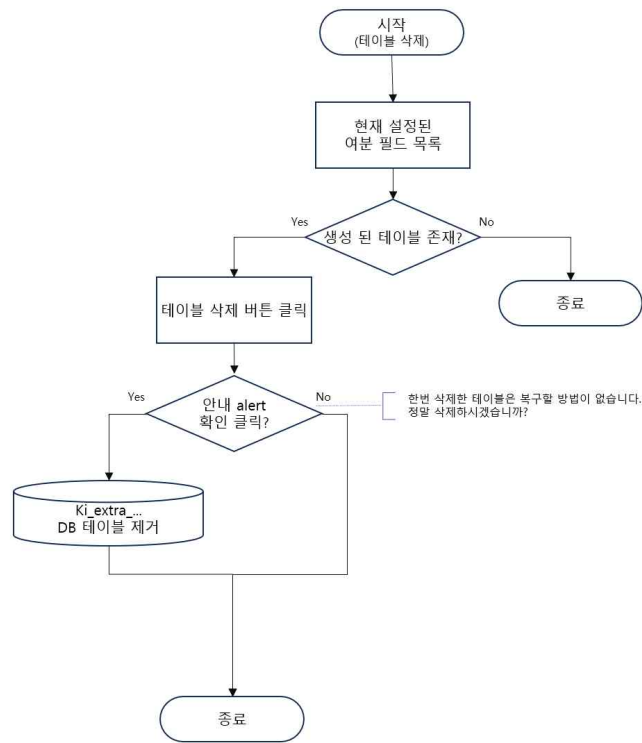 시작
(테이블 삭제)
현재 설정된
여분 필드 목록
Yes
생성 된 테이블 존재?
No
테이블 삭제 버튼 클릭
종료
Yes
안내 alert
확인 클릭?
No
한번 삭제한 테이블은 복구할 방법이 없습니다.
정말 삭제하시겠습니까?
Ki_extra_...
DB 테이블 제거
종료